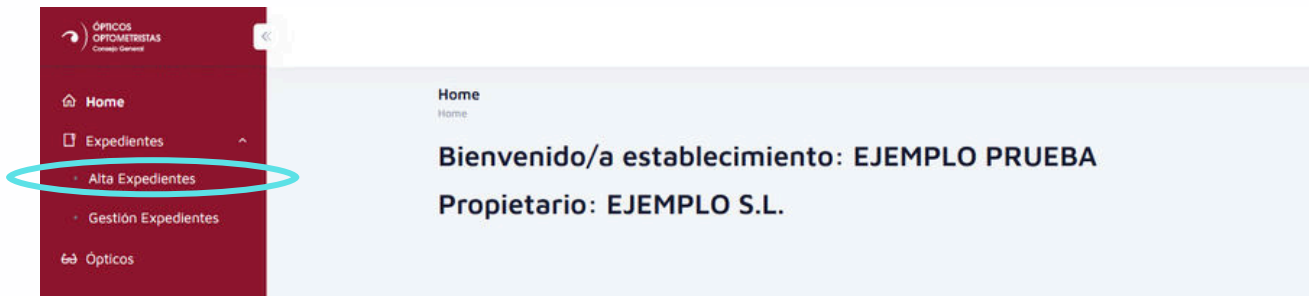 ÓPTICOS
OPTOMETRISTAS
Consejo General
Home
Expedientes
Alta Expedientes
Gestión Expedientes
Ópticos
Home
Home
Bienvenido/a establecimiento: EJEMPLO PRUEBA
Propietario: EJEMPLO S.L.